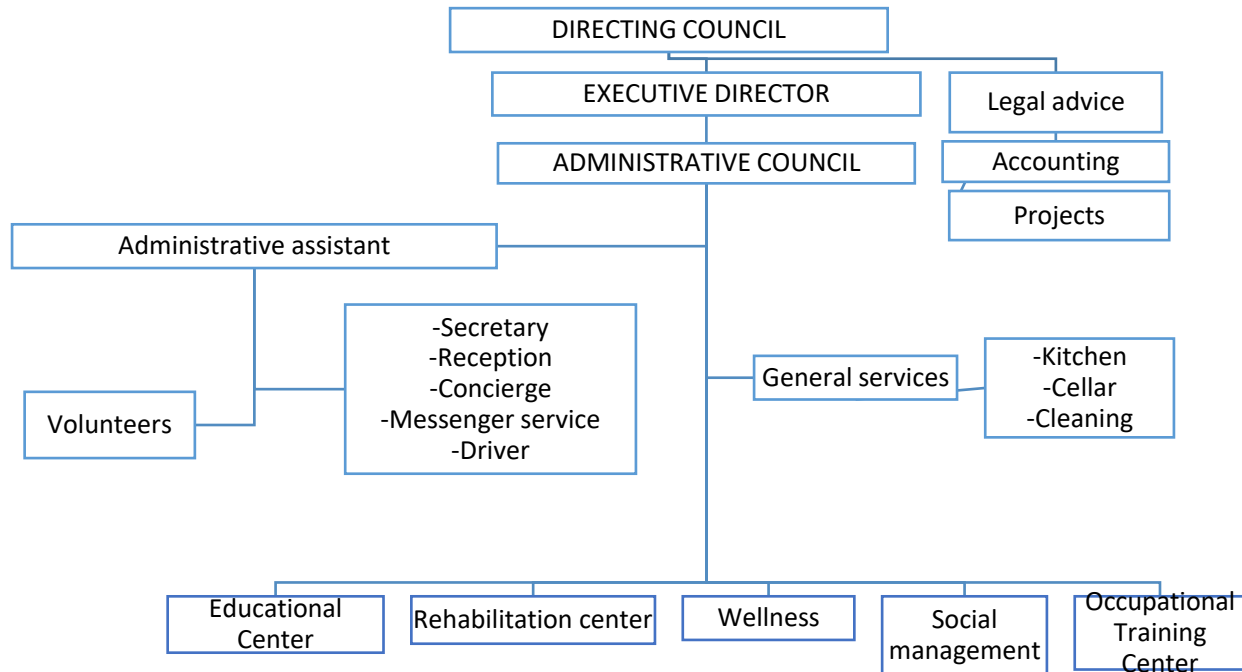 DIRECTING COUNCIL
EXECUTIVE DIRECTOR
Legal advice
ADMINISTRATIVE COUNCIL
Accounting
Projects
Administrative assistant
-Secretary
-Reception
-Concierge
-Messenger service
-Driver
Volunteers
General services
-Kitchen
-Cellar
-Cleaning
Educational
Center
Rehabilitation center
Wellness
Social
management
Occupational
Training
Center